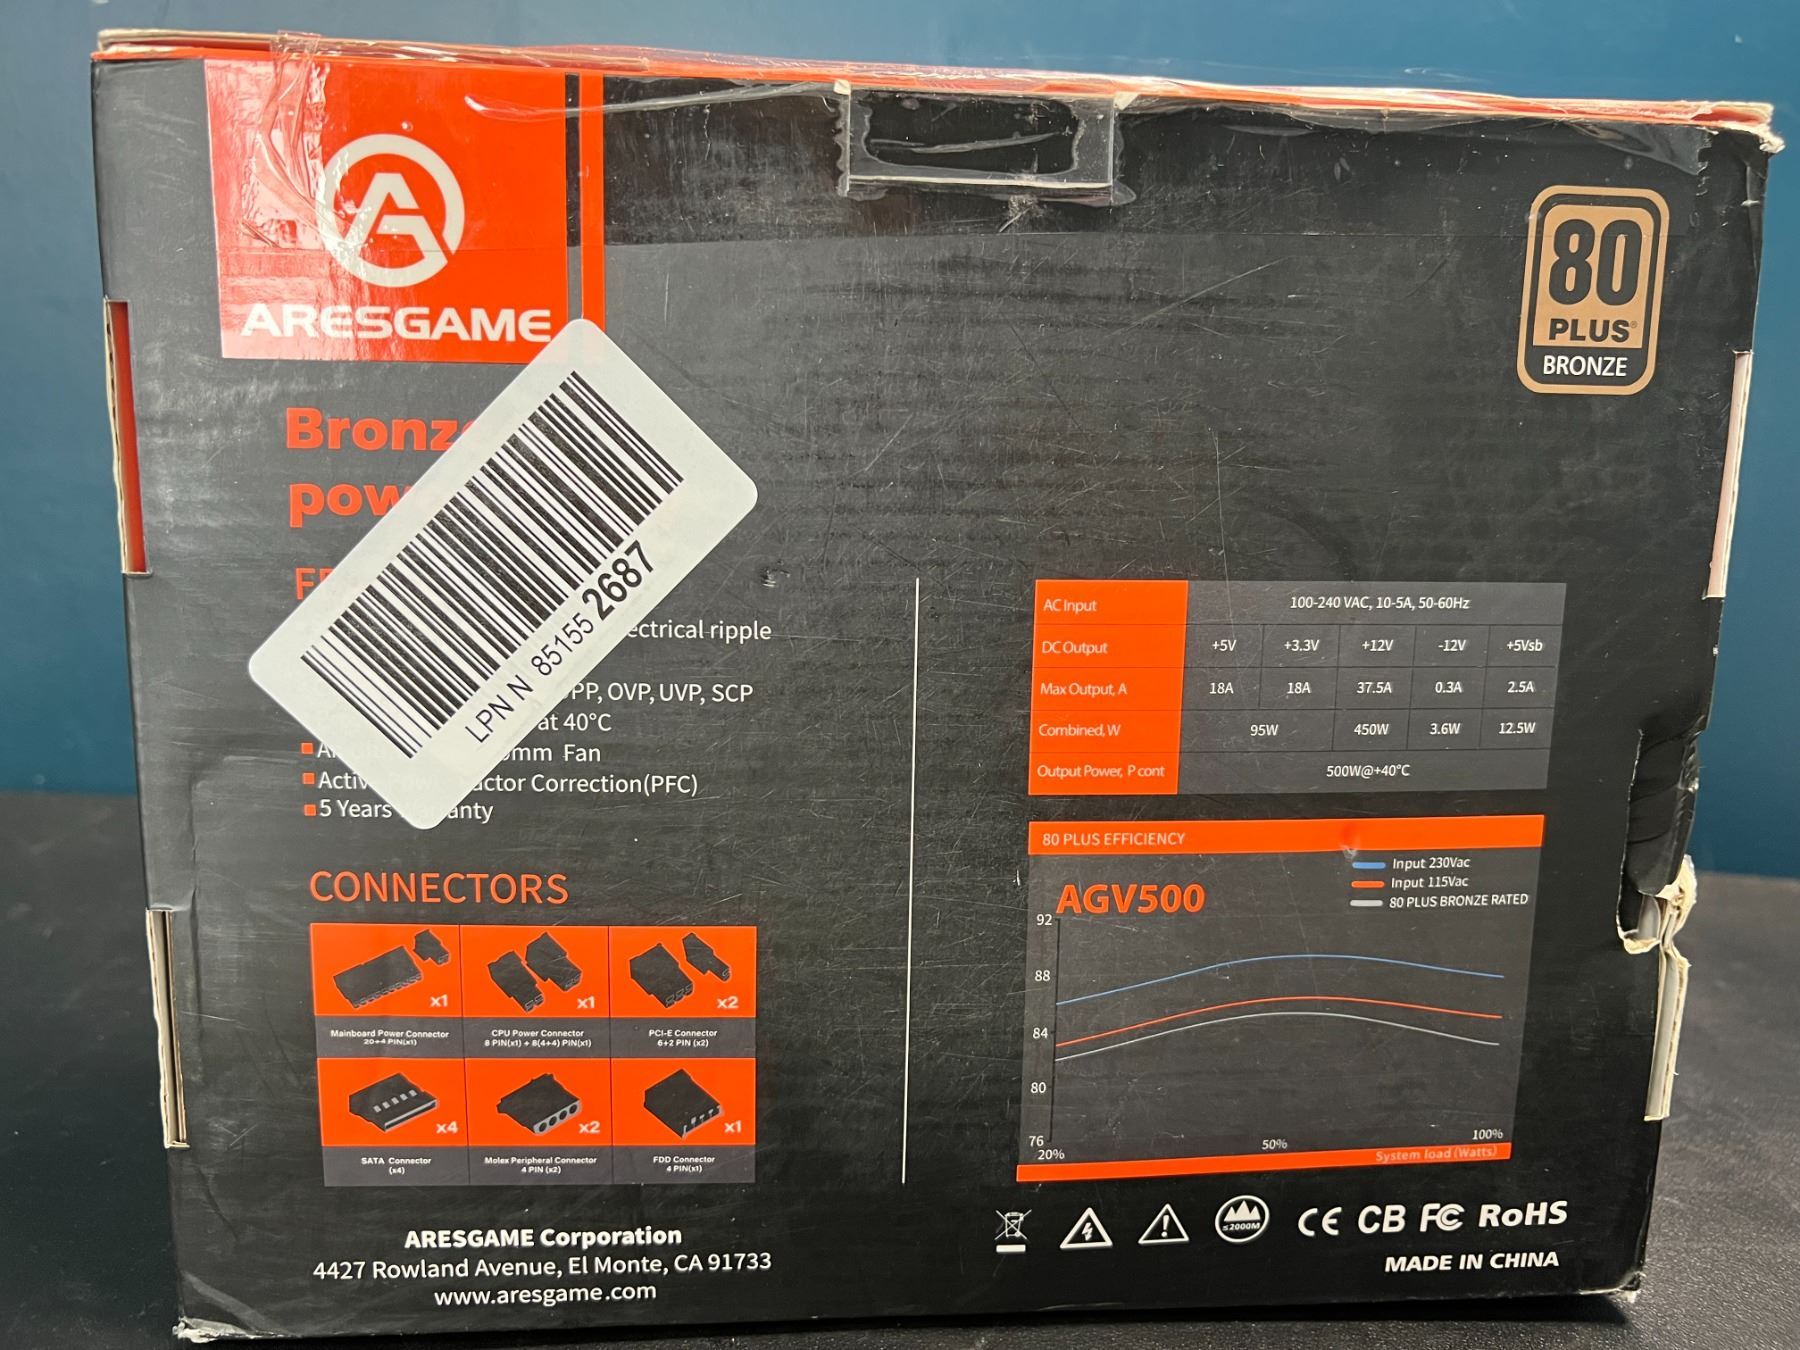 ARESGAME
80
PLUS
BRONZE
LPN N 85155 2687
ectrical ripple
PP, OVP, UVP, SCP
at 40°C
mm Fan
Correction(PFC)
5 Years
CONNECTORS
x1
x1
x2
Mainboard Power Connector
20+4 PIN(x1)
CPU Power Connector
8 PIN(x1) + 8(4+4) PIN(x1)
PCI-E Connector
6+2 PIN (x2)
x4
x2
x1
SATA Connector
(x4)
Molex Peripheral Connector
4 PIN (x2)
FDD Connector
4 PIN(x1)
ARESGAME Corporation
4427 Rowland Avenue, El Monte, CA 91733
www.aresgame.com
AC Input 100-240 VAC, 10-5A, 50-60Hz
DC Output +5V +3.3V +12V -12V +5Vsb
Max Output, A 18A 18A 37.5A 0.3A 2.5A
Combined, W 95W 450W 3.6W 12.5W
Output Power, P cont 500W@+40°C
80 PLUS EFFICIENCY
Input 230Vac
Input 115Vac
80 PLUS BRONZE RATED
AGV500
92
88
84
80
76
20% 50% 100%
System load (Watts)
≤2000M
CE CB FC RoHS
MADE IN CHINA